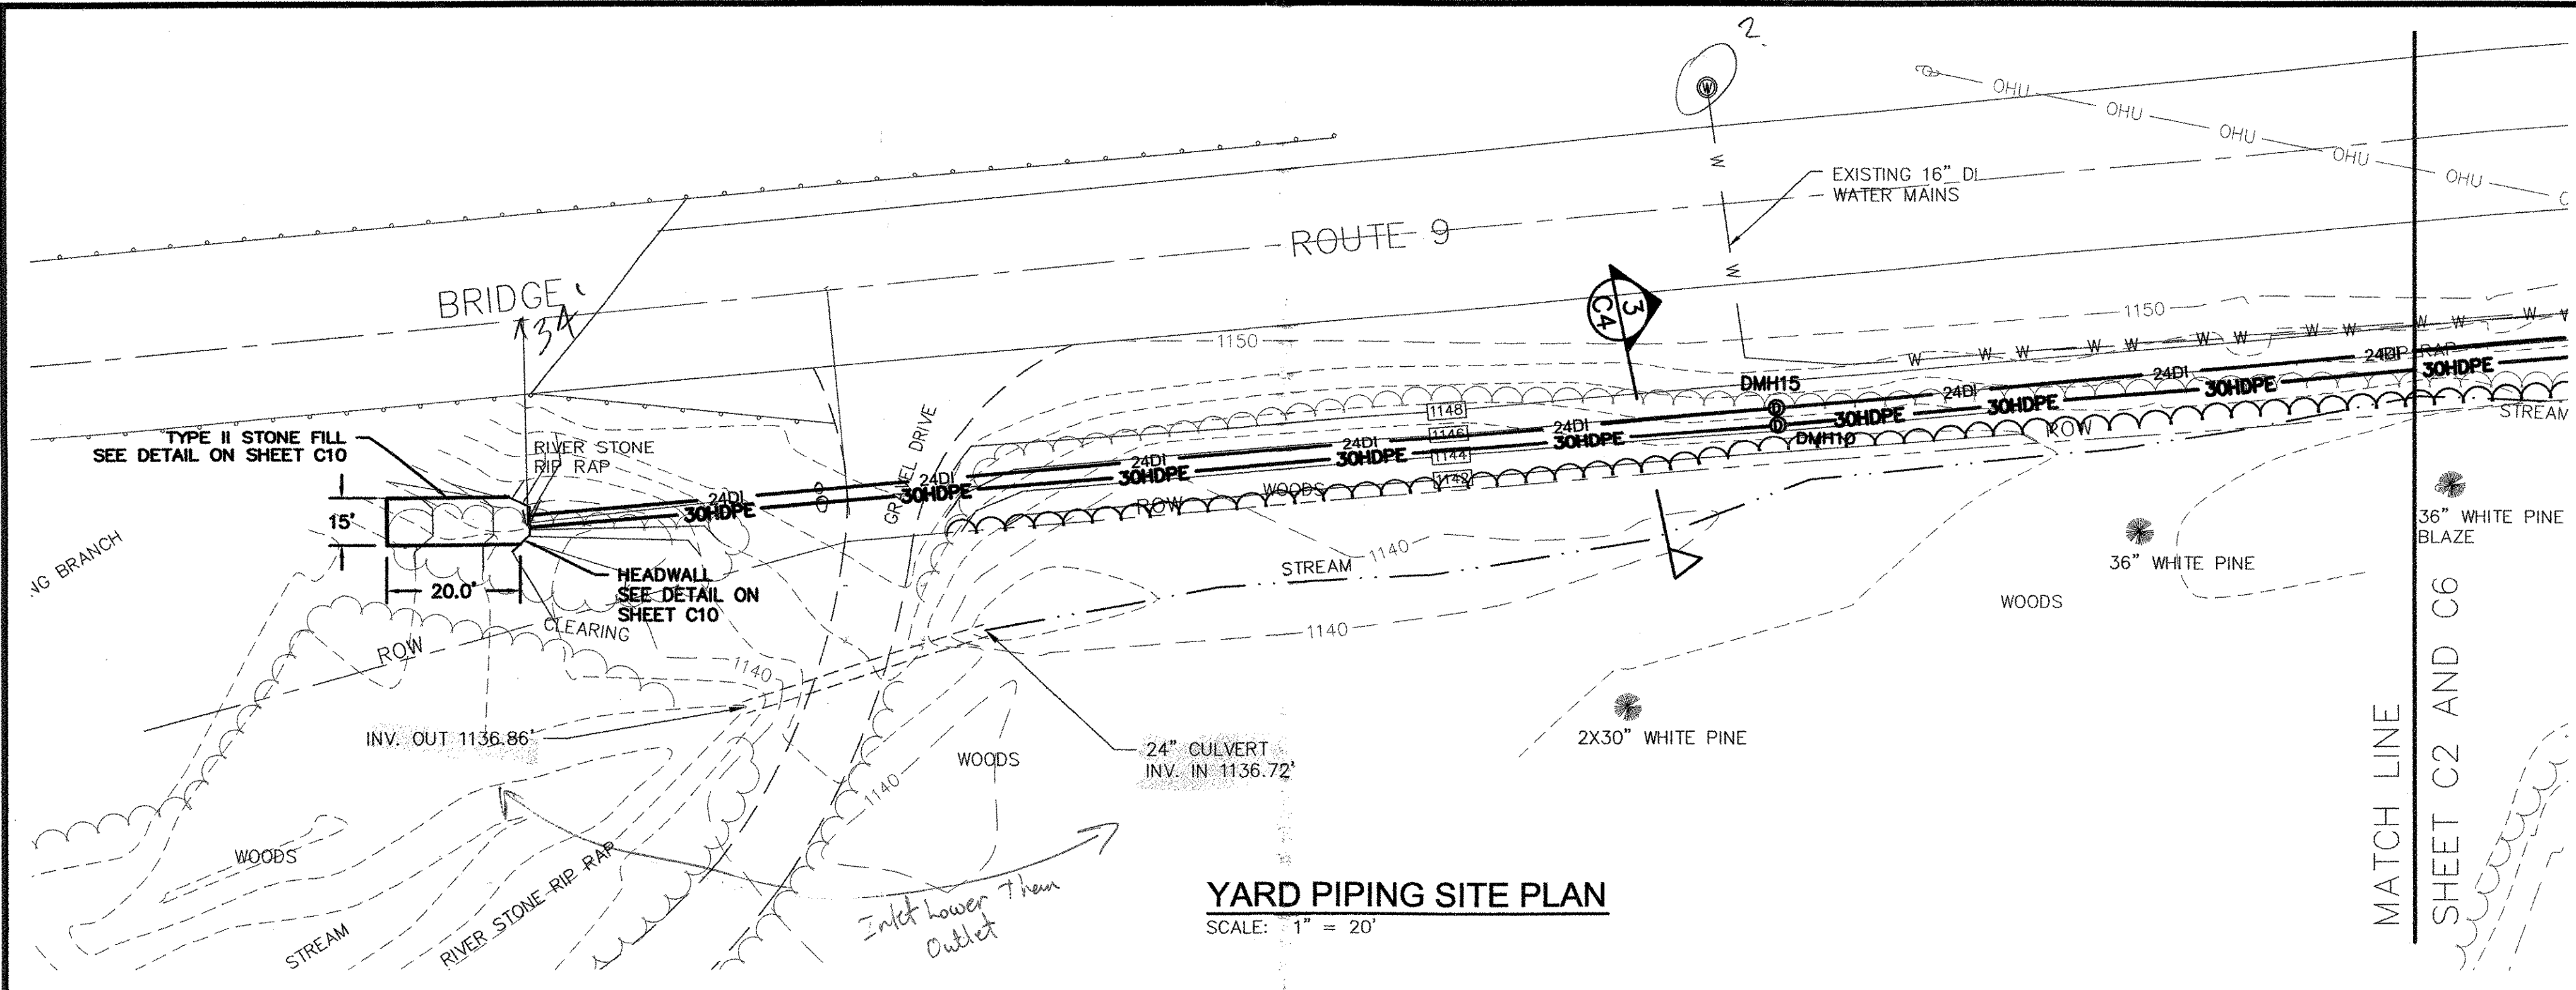 2.
OHU
OHU
OHU
OHU
OHU
W
W
EXISTING 16" DI
WATER MAINS
W
ROUTE 9
BRIDGE
34
3
C4
1150
1150
W W W W W W W W W W W
24DI
RIP RAP
24DI
24DI
30HDPE
30HDPE
30HDPE
30HDPE
DMH15
STREAM
ROW
DMH10
1148
1146
1144
1142
24DI
30HDPE
24DI
30HDPE
24DI
30HDPE
24DI
30HDPE
24DI
30HDPE
GRAVEL DRIVE
ROW
WOODS
TYPE II STONE FILL
SEE DETAIL ON SHEET C10
RIVER STONE
RIP RAP
15'
20.0'
HEADWALL
SEE DETAIL ON
SHEET C10
CLEARING
ROW
NG BRANCH
1140
STREAM
1140
1140
36" WHITE PINE
BLAZE
36" WHITE PINE
WOODS
2X30" WHITE PINE
INV. OUT 1136.86'
24" CULVERT
INV. IN 1136.72'
WOODS
1140
WOODS
STREAM
RIVER STONE RIP RAP
Inlet Lower Then
Outlet
YARD PIPING SITE PLAN
SCALE: 1" = 20'
MATCH LINE
SHEET C2 AND C6